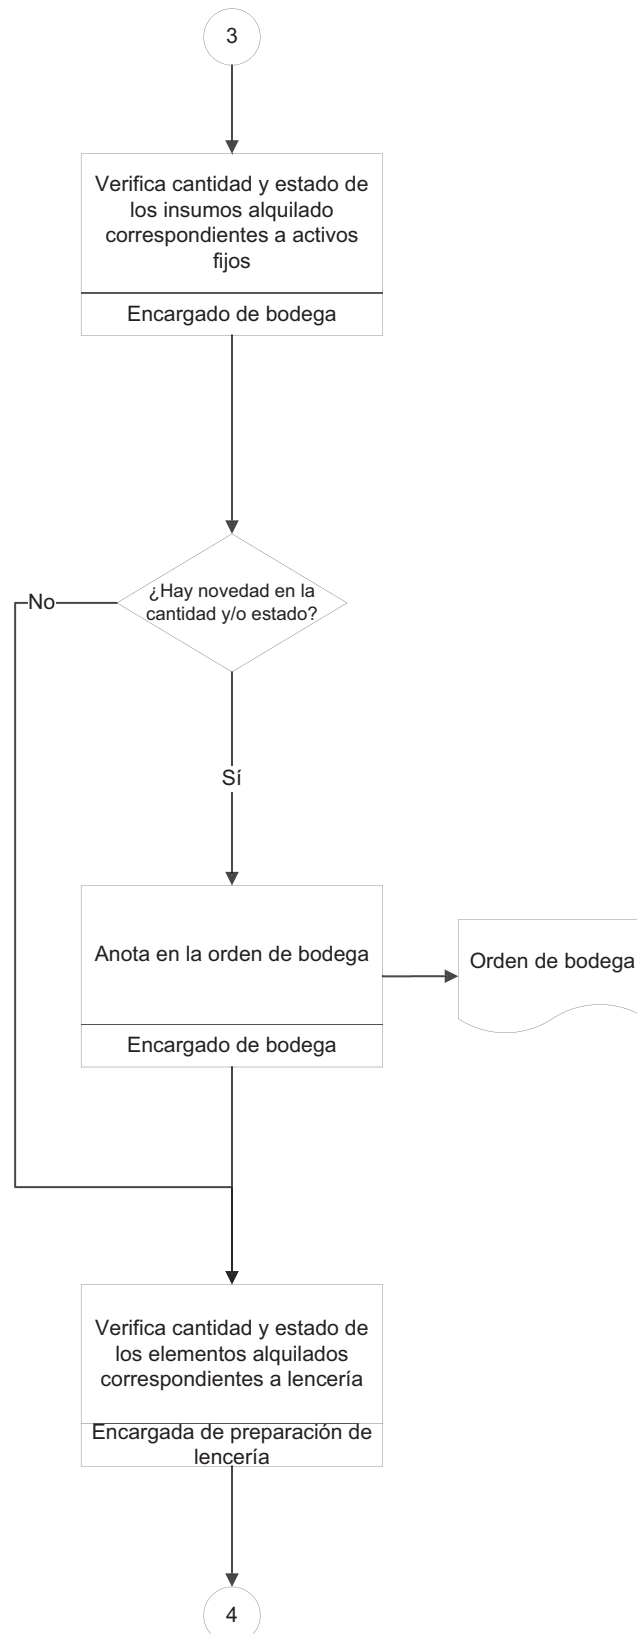 3
Verifica cantidad y estado de
los insumos alquilado
correspondientes a activos
fijos
Encargado de bodega
¿Hay novedad en la
cantidad y/o estado?
No
Sí
Anota en la orden de bodega
Encargado de bodega
Orden de bodega
Verifica cantidad y estado de
los elementos alquilados
correspondientes a lencería
Encargada de preparación de
lencería
4